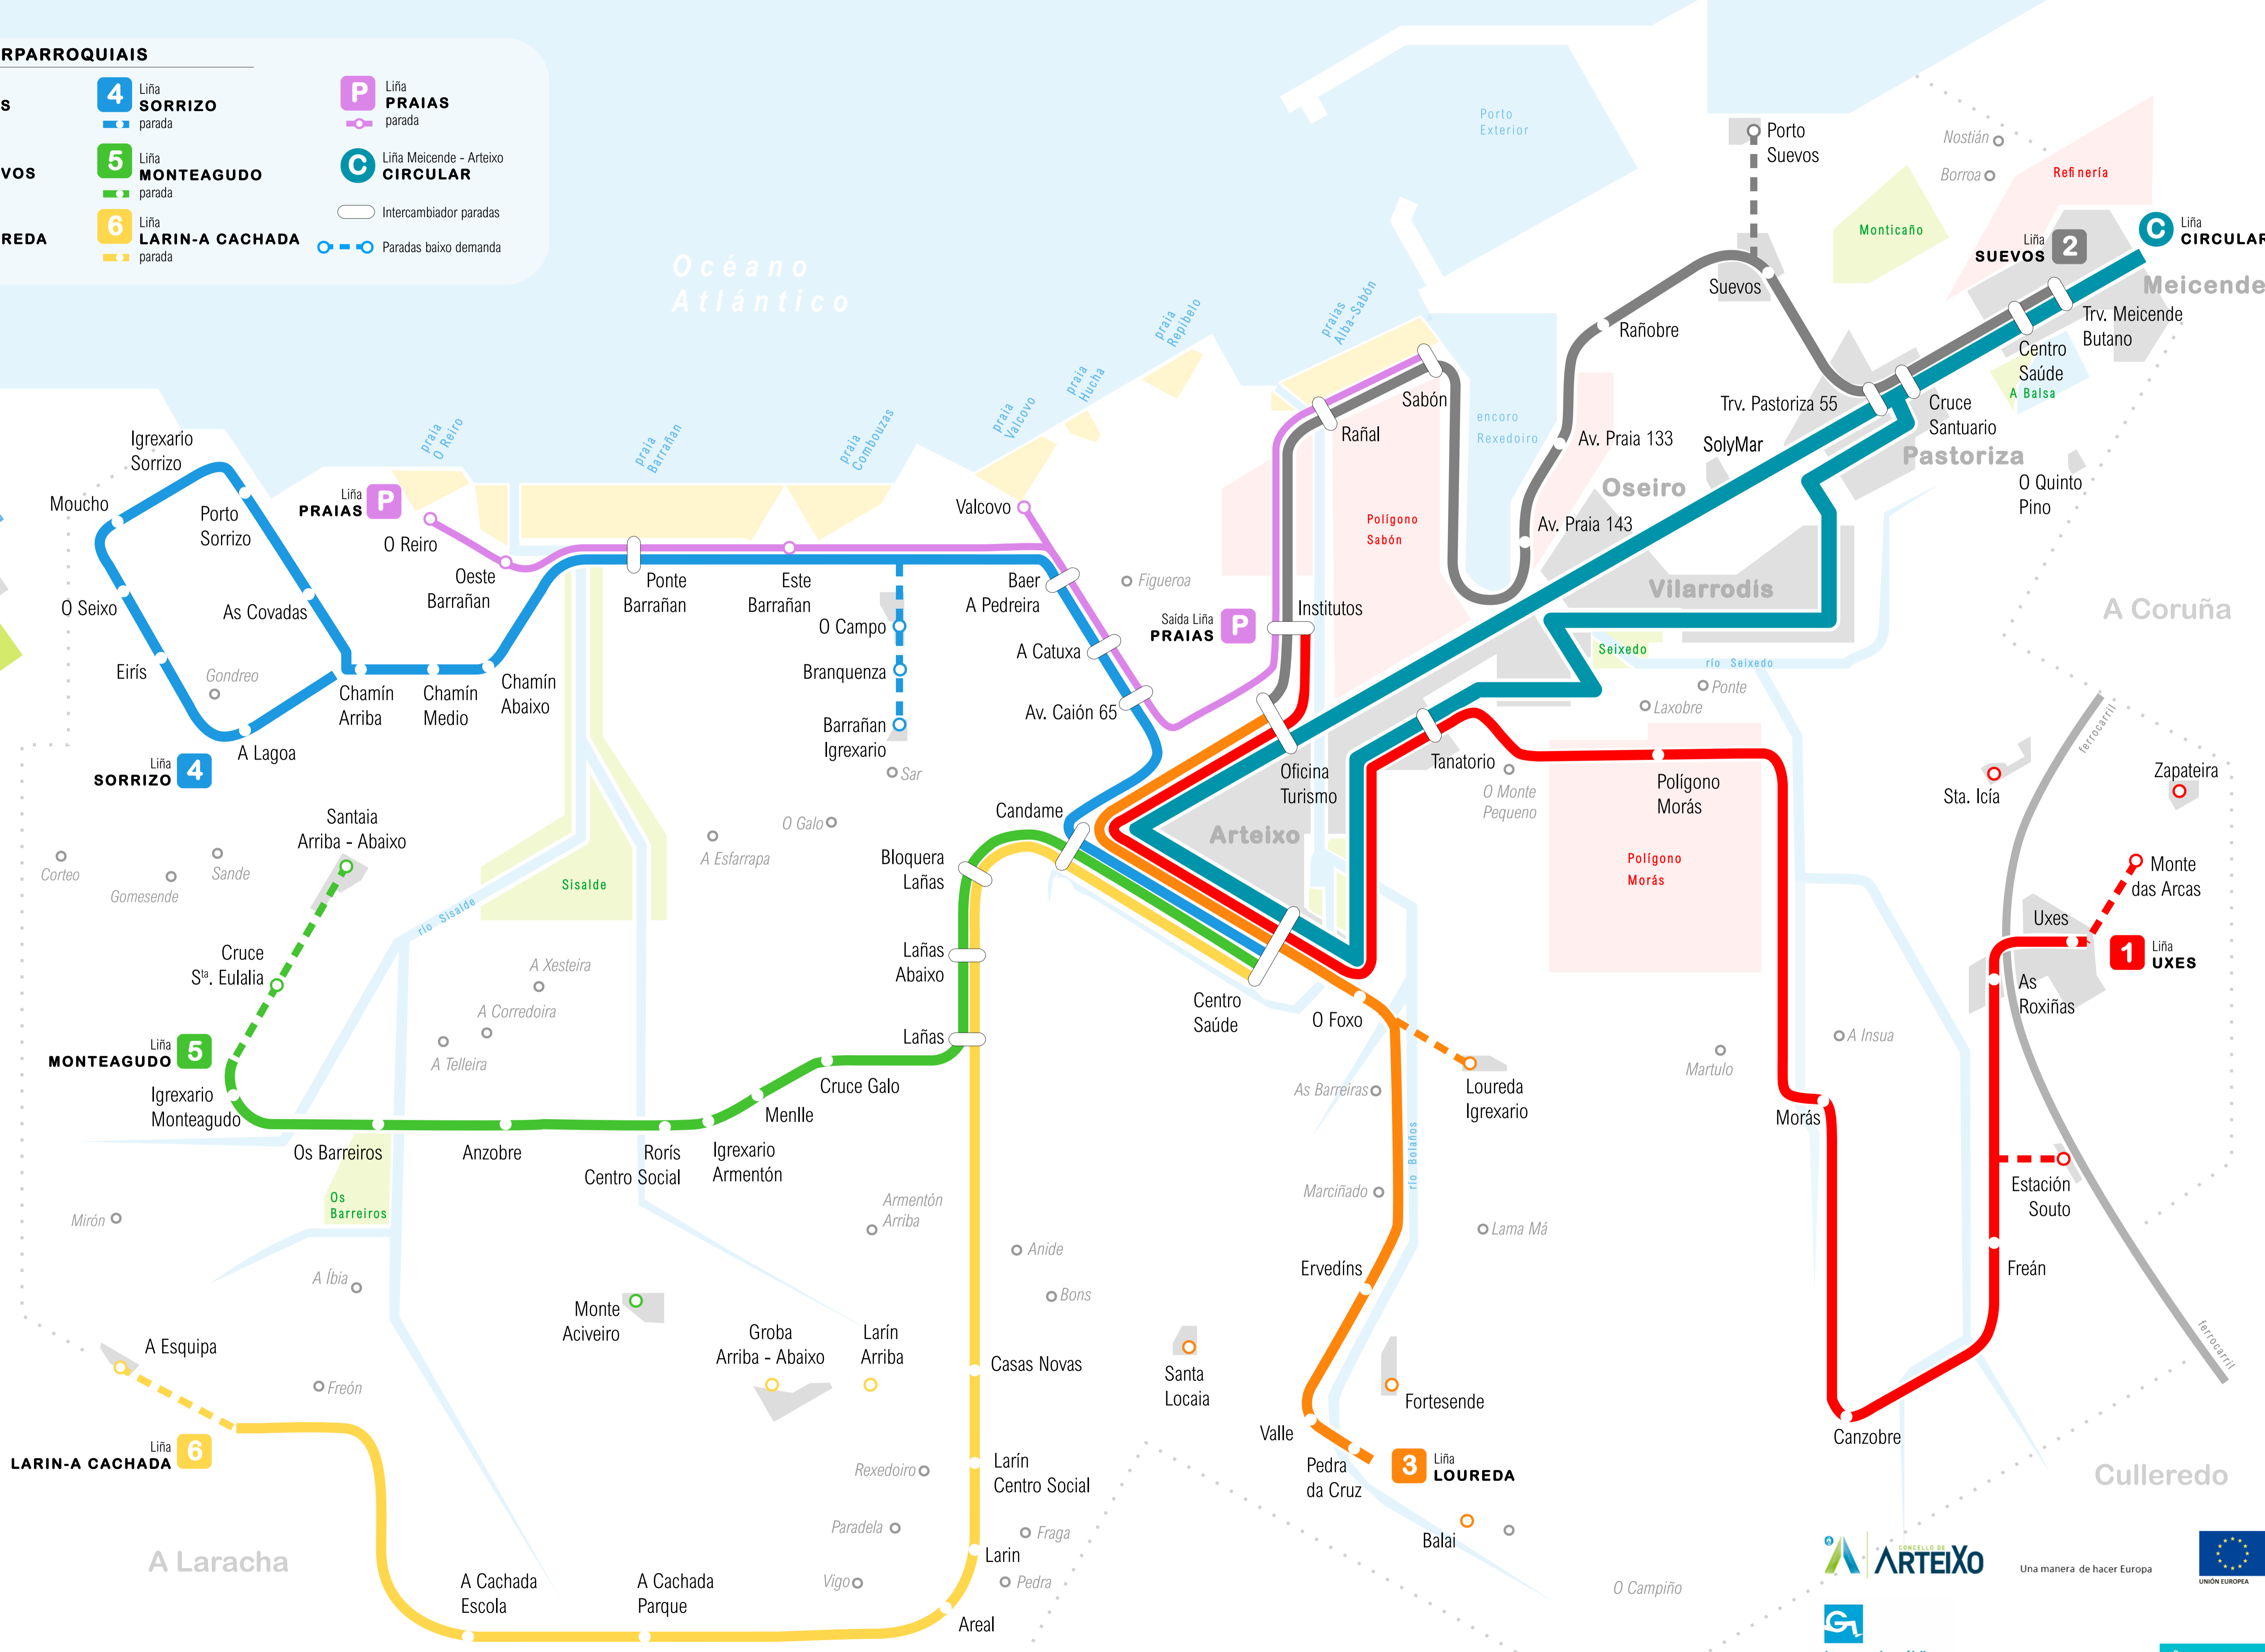 RPARROQUIAIS
S
VOS
REDA
4
Liña
SORRIZO
parada
5
Liña
MONTEAGUDO
parada
6
Liña
LARIN-A CACHADA
parada
P
Liña
PRAIAS
parada
C
Liña Meicende - Arteixo
CIRCULAR
Intercambiador paradas
Paradas baixo demanda
Océano
Atlántico
Porto
Exterior
Porto
Suevos
Nostián
Borroa
Refinería
Monticaño
Liña
SUEVOS
2
C
Liña
CIRCULAR
Meicende
Suevos
Trv. Meicende
Butano
Centro
Saúde
A Balsa
Rañobre
Trv. Pastoriza 55
Cruce
Santuario
Pastoriza
SolyMar
O Quinto
Pino
Oseiro
Av. Praia 133
Av. Praia 143
encoro
Rexedoiro
Sabón
Rañal
Polígono
Sabón
praias
Alba-Sabón
praia
Repibelo
praia
Hucha
praia
Valcovo
praia
Combouzas
praia
Barrañan
praia
O Reiro
Igrexario
Sorrizo
Moucho
Porto
Sorrizo
O Seixo
As Covadas
Eirís
Gondreo
A Lagoa
Liña
SORRIZO
4
Chamín
Arriba
Chamín
Medio
Chamín
Abaixo
Liña
PRAIAS
P
O Reiro
Oeste
Barrañan
Ponte
Barrañan
Este
Barrañan
Valcovo
Baer
A Pedreira
Figueroa
O Campo
Branquenza
Barrañan
Igrexario
Sar
A Catuxa
Av. Caión 65
Saída Liña
PRAIAS
P
Institutos
Vilarrodís
A Coruña
Seixedo
río Seixedo
Ponte
Laxobre
Oficina
Turismo
Tanatorio
O Monte
Pequeno
Polígono
Morás
Polígono
Morás
ferrocarril
Sta. Icía
Zapateira
Monte
das Arcas
Uxes
1
Liña
UXES
As
Roxiñas
Candame
Arteixo
Bloquera
Lañas
O Galo
A Esfarrapa
Santaia
Arriba - Abaixo
Corteo
Gomesende
Sande
Sisalde
río Sisalde
Lañas
Abaixo
Cruce
Sta. Eulalia
A Xesteira
A Corredoira
A Telleira
Lañas
Centro
Saúde
O Foxo
Liña
MONTEAGUDO
5
Igrexario
Monteagudo
Os Barreiros
Anzobre
Rorís
Centro Social
Igrexario
Armentón
Menlle
Cruce Galo
As Barreiras
Loureda
Igrexario
Martulo
A Insua
Morás
Os
Barreiros
Mirón
Armentón
Arriba
Marciñado
río Bolaños
Lama Má
Estación
Souto
Freán
A Íbia
Anide
Bons
Ervedíns
Monte
Aciveiro
Groba
Arriba - Abaixo
Larín
Arriba
A Esquipa
Freón
Casas Novas
Santa
Locaia
Fortesende
ferrocarril
Liña
LARIN-A CACHADA
6
Valle
Pedra
da Cruz
3
Liña
LOUREDA
Canzobre
Culleredo
Rexedoiro
Larín
Centro Social
Paradela
Fraga
Balai
A Laracha
Larin
Vigo
Pedra
O Campiño
A Cachada
Escola
A Cachada
Parque
Areal
CONCELLO DE
ARTEIXO
Una manera de hacer Europa
UNIÓN EUROPEA